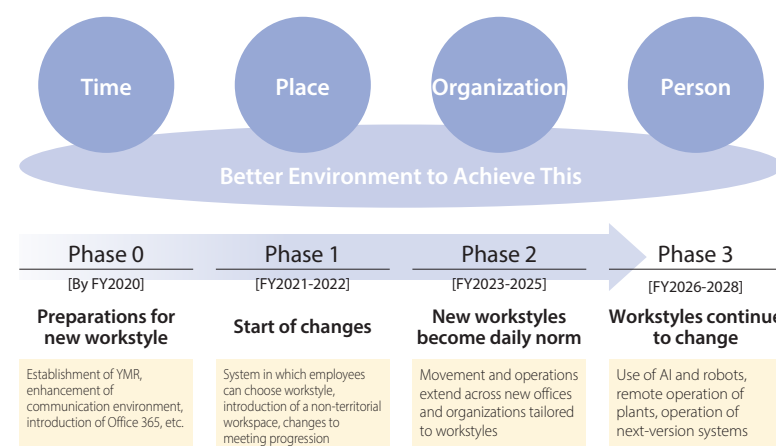 Time
Place
Organization
Person
Better Environment to Achieve This
Phase 0
[By FY2020]
Preparations for
new workstyle
Establishment of YMR,
enhancement of
communication environment,
introduction of Office 365, etc.
Phase 1
[FY2021-2022]
Start of changes
System in which employees
can choose workstyle,
introduction of a non-territorial
workspace, changes to
meeting progression
Phase 2
[FY2023-2025]
New workstyles
become daily norm
Movement and operations
extend across new offices
and organizations tailored
to workstyles
Phase 3
[FY2026-2028]
Workstyles continue
to change
Use of AI and robots,
remote operation of
plants, operation of
next-version systems